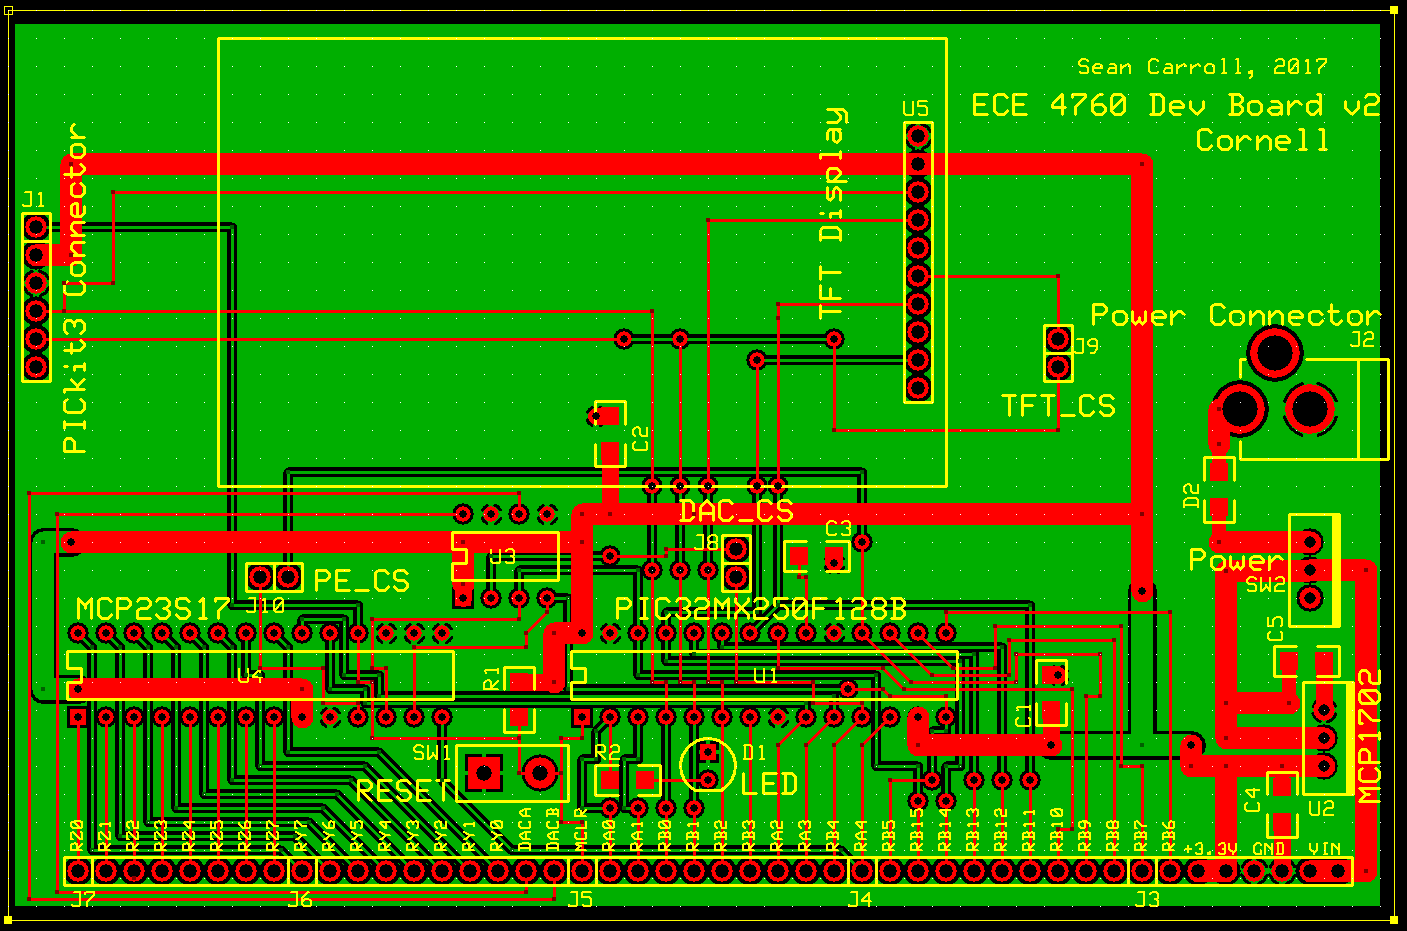 Sean Carroll, 2017
ECE 4760 Dev Board v2
Cornell
U5
TFT Display
J1
PICkit3 Connector
Power Connector
J2
J9
TFT_CS
C2
D2
DAC_CS
C3
J8
U3
Power
SW2
PE_CS
J10
MCP23S17
PIC32MX250F128B
C5
U4
R1
U1
C1
MCP1702
SW1
R2
D1
RESET
LED
C4
U2
RZ0
RZ1
RZ2
RZ3
RZ4
RZ5
RZ6
RZ7
RY7
RY6
RY5
RY4
RY3
RY2
RY1
RY0
DACA
DACB
MCLR
RA0
RA1
RB0
RB1
RB2
RB3
RA2
RA3
RB4
RA4
RB5
RB15
RB14
RB13
RB12
RB11
RB10
RB9
RB8
RB7
RB6
+3.3V GND VIN
J7
J6
J5
J4
J3